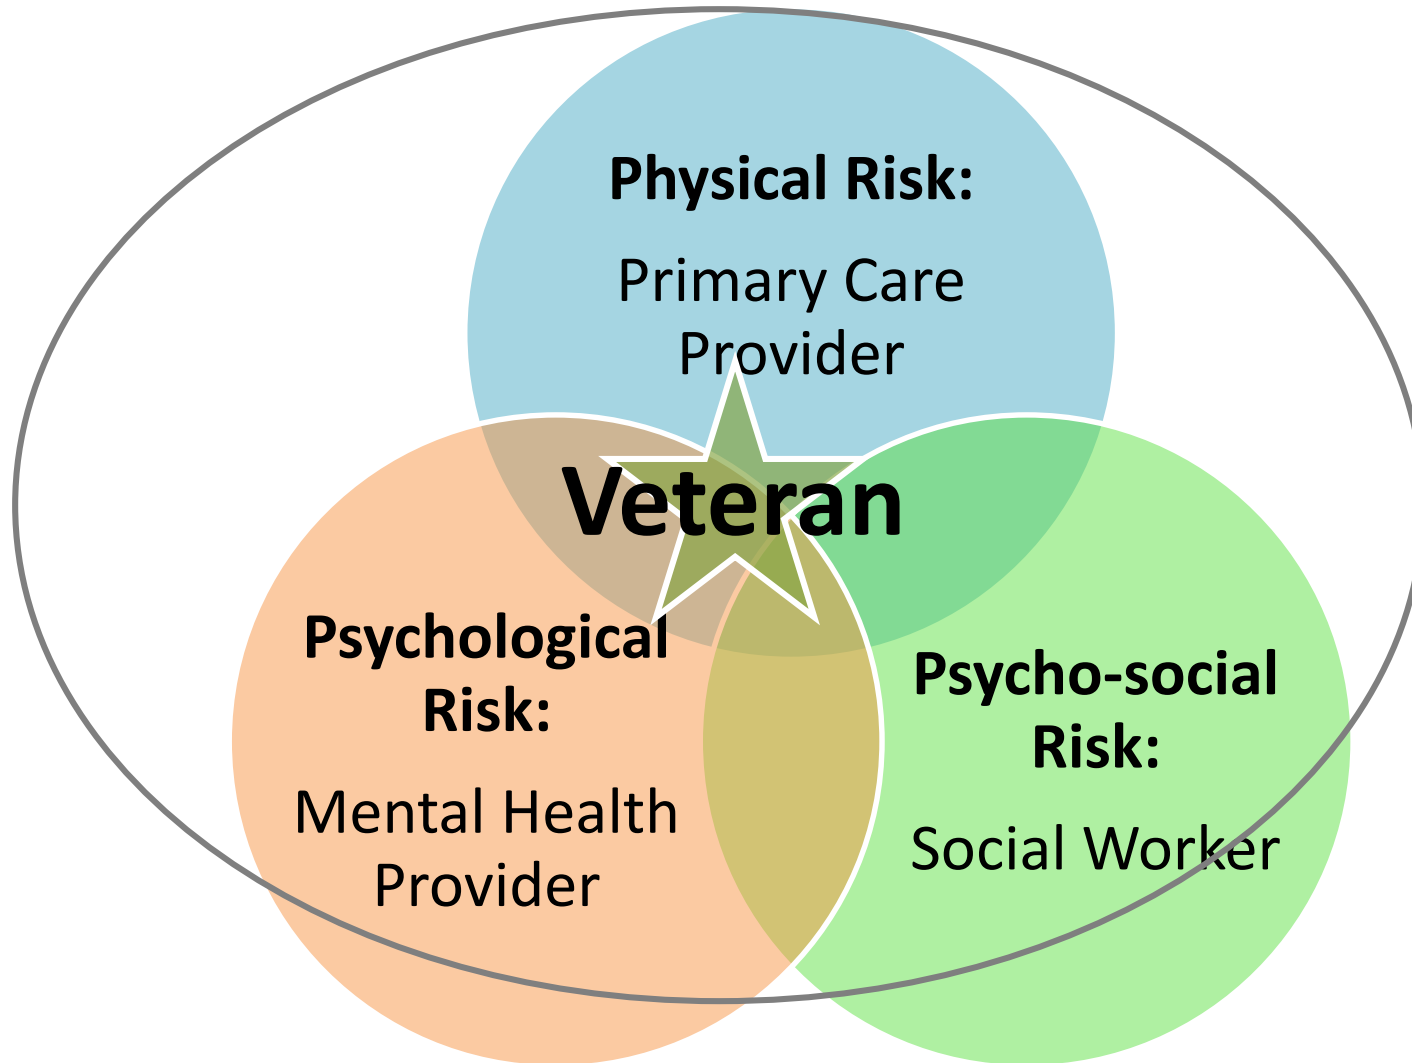 Physical Risk:
Primary Care
Provider
Veteran
Psychological
Risk:
Mental Health
Provider
Psycho-social
Risk:
Social Worker